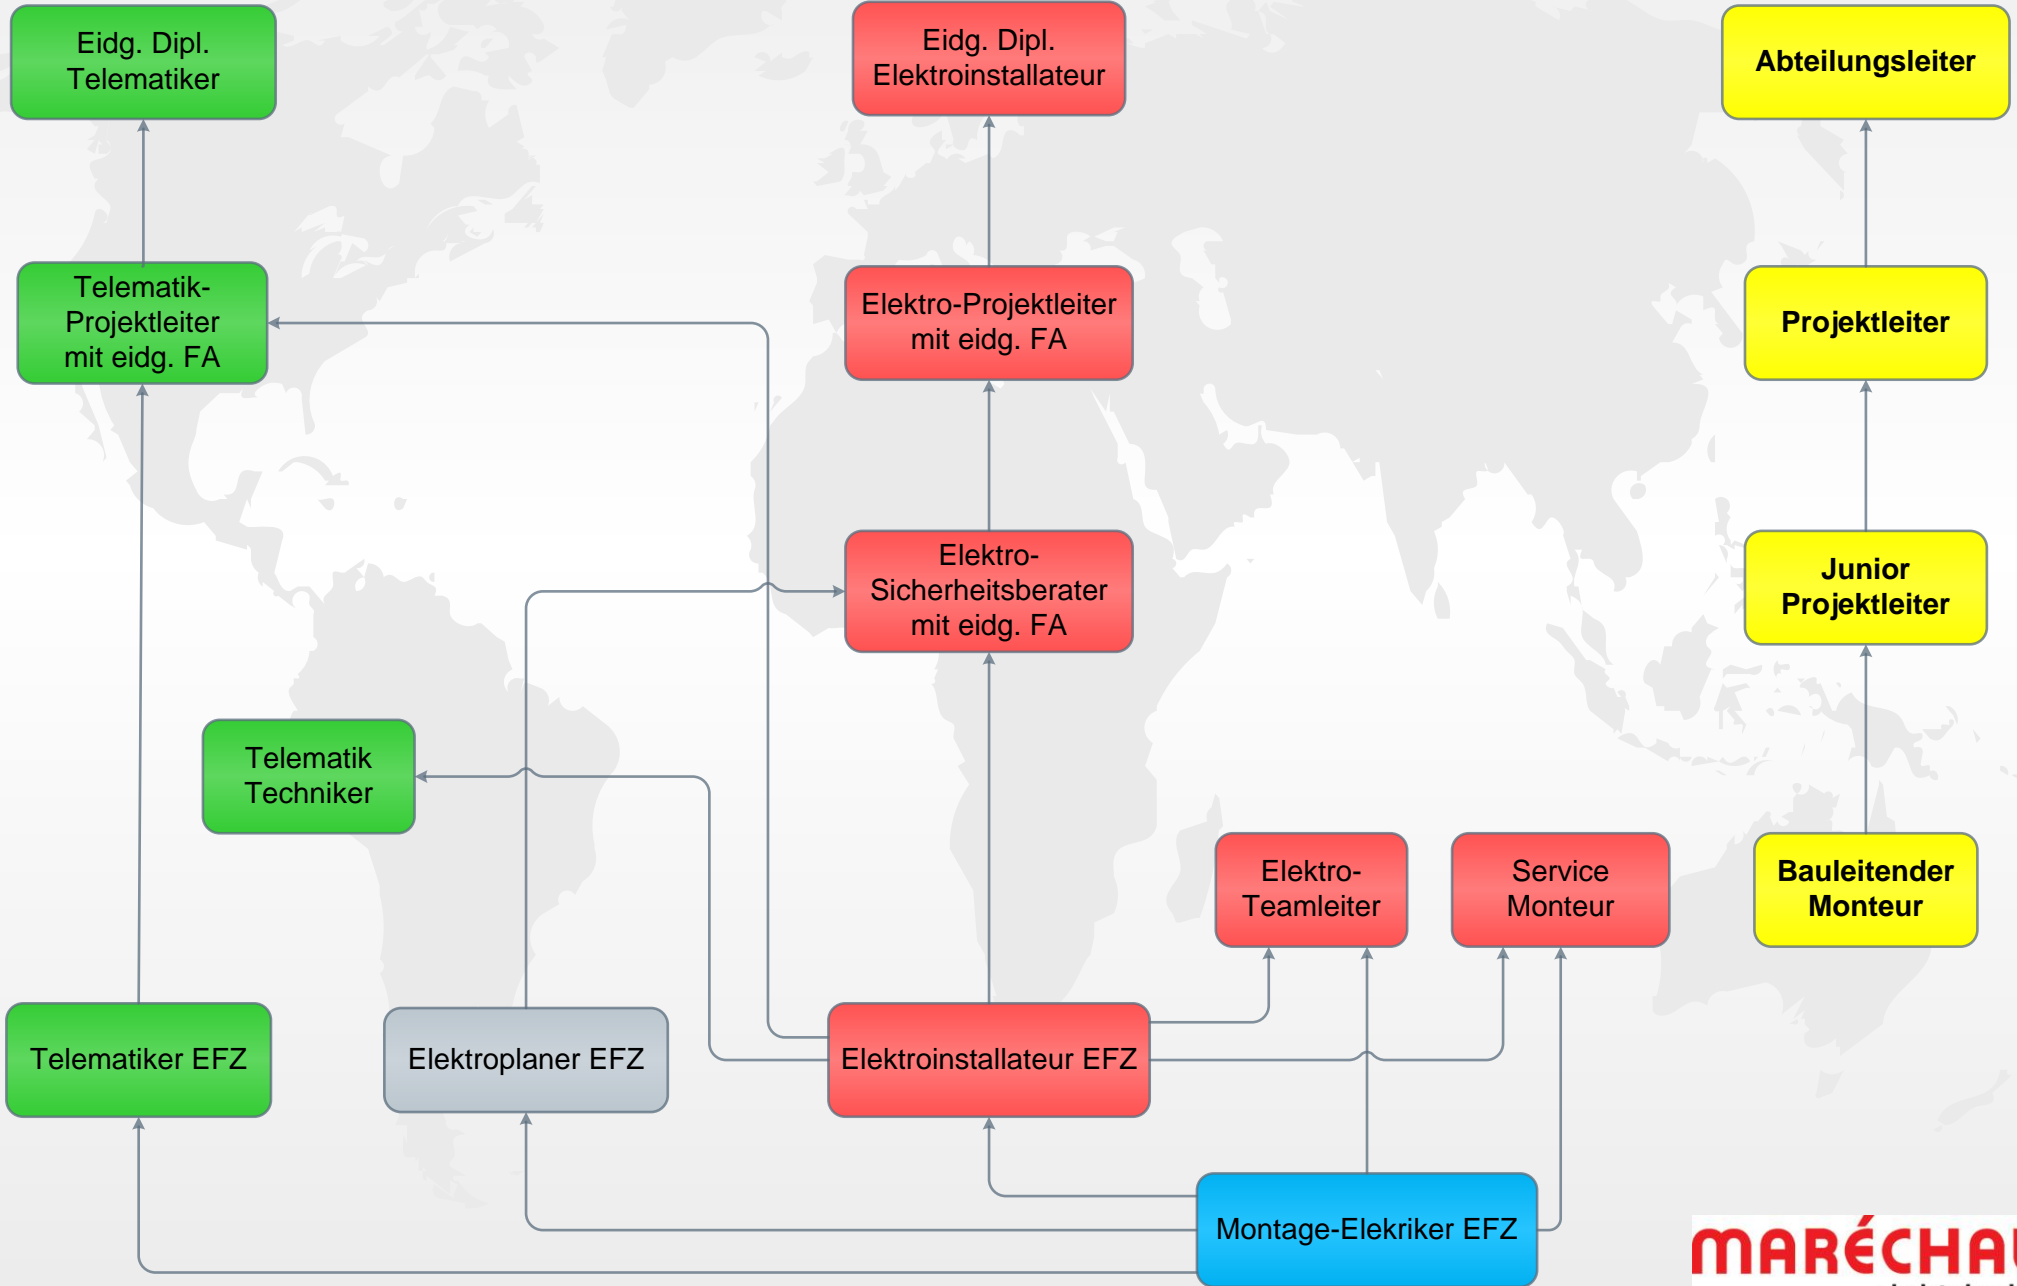 Eidg. Dipl.
Telematiker
Eidg. Dipl.
Elektroinstallateur
Abteilungsleiter
Telematik-
Projektleiter
mit eidg. FA
Elektro-Projektleiter
mit eidg. FA
Projektleiter
Elektro-
Sicherheitsberater
mit eidg. FA
Junior
Projektleiter
Telematik
Techniker
Elektro-
Teamleiter
Service
Monteur
Bauleitender
Monteur
Telematiker EFZ
Elektroplaner EFZ
Elektroinstallateur EFZ
Montage-Elekriker EFZ
MARÉCHAU